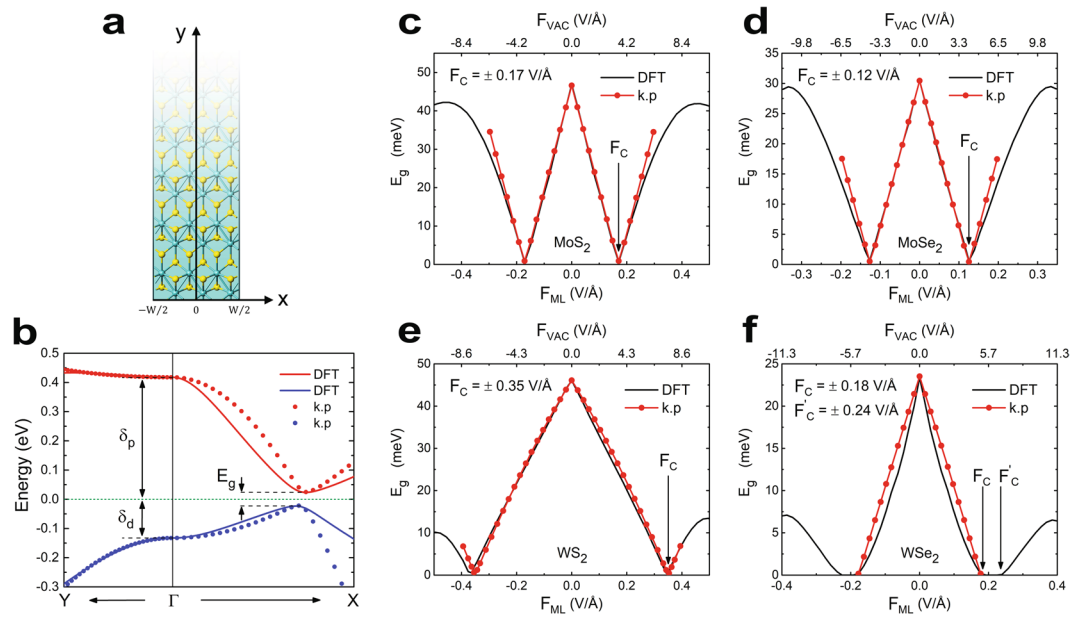 a
y
x
−W/2 0 W/2
b
0.5
0.4
0.3
0.2
0.1
0.0
-0.1
-0.2
-0.3
Energy (eV)
DFT
DFT
k.p
k.p
δp
δd
Eg
Y Γ X
c
FVAC (V/Å)
-8.4 -4.2 0.0 4.2 8.4
FC = ± 0.17 V/Å
DFT
k.p
FC
50
40
30
20
10
0
Eg (meV)
MoS2
-0.4 -0.2 0.0 0.2 0.4
FML (V/Å)
d
FVAC (V/Å)
-9.8 -6.5 -3.3 0.0 3.3 6.5 9.8
FC = ± 0.12 V/Å
DFT
k.p
FC
35
30
25
20
15
10
5
0
Eg (meV)
MoSe2
-0.3 -0.2 -0.1 0.0 0.1 0.2 0.3
FML (V/Å)
e
FVAC (V/Å)
-8.6 -4.3 0.0 4.3 8.6
FC = ± 0.35 V/Å
DFT
k.p
FC
50
40
30
20
10
0
Eg (meV)
WS2
-0.4 -0.2 0.0 0.2 0.4
FML (V/Å)
f
FVAC (V/Å)
-11.3 -5.7 0.0 5.7 11.3
FC = ± 0.18 V/Å
F'C = ± 0.24 V/Å
DFT
k.p
FC F'C
25
20
15
10
5
0
Eg (meV)
WSe2
-0.4 -0.2 0.0 0.2 0.4
FML (V/Å)